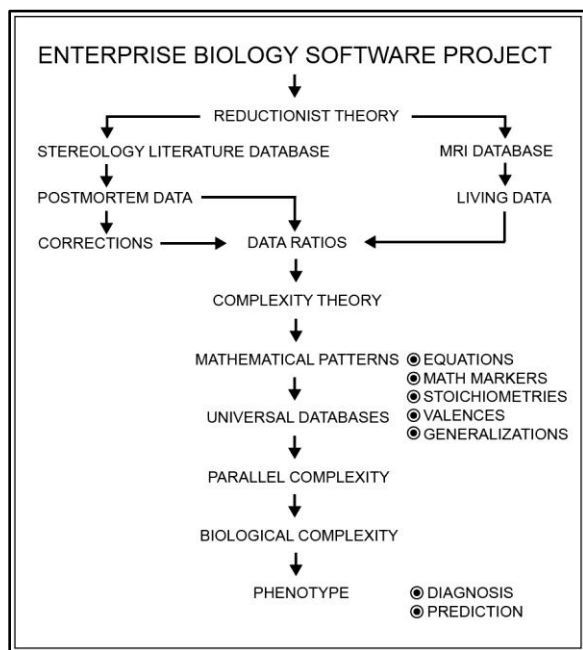 ENTERPRISE BIOLOGY SOFTWARE PROJECT
REDUCTIONIST THEORY
STEREOLOGY LITERATURE DATABASE
MRI DATABASE
POSTMORTEM DATA
LIVING DATA
CORRECTIONS
DATA RATIOS
COMPLEXITY THEORY
MATHEMATICAL PATTERNS
EQUATIONS
MATH MARKERS
STOICHIOMETRIES
UNIVERSAL DATABASES
VALENCES
GENERALIZATIONS
PARALLEL COMPLEXITY
BIOLOGICAL COMPLEXITY
PHENOTYPE
DIAGNOSIS
PREDICTION